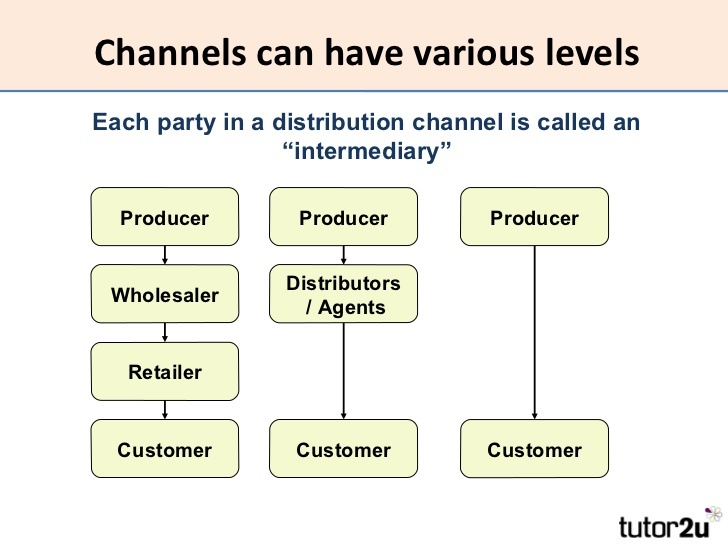 Channels can have various levels
Each party in a distribution channel is called an
“intermediary”
Producer
Wholesaler
Retailer
Customer
Producer
Distributors
/ Agents
Customer
Producer
Customer
tutor2u